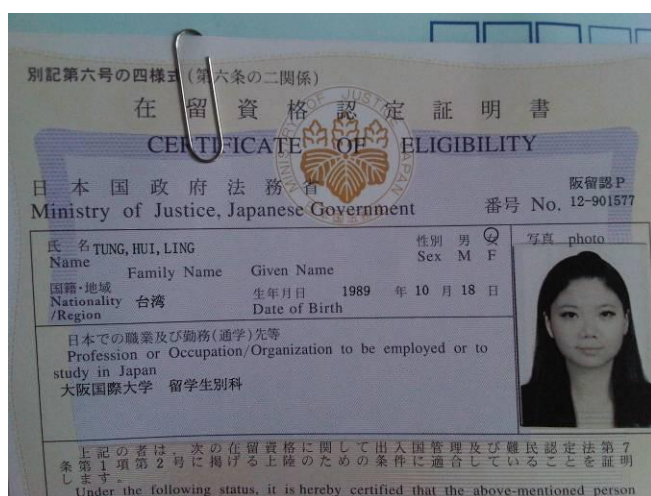 別記第六号の四様式(第六条の二関係)
在留資格認定証明書
CERTIFICATE OF ELIGIBILITY
MINISTRY OF JUSTICE, JAPAN
日本国政府法務省
Ministry of Justice, Japanese Government
阪留認P
番号 No. 12-901577
氏 名 TUNG, HUI, LING
Name
Family Name Given Name
性別 男 女
Sex M F
写真 photo
国籍・地域
Nationality 台湾
/Region
生年月日 1989 年 10 月 18 日
Date of Birth
日本での職業及び勤務(通学)先等
Profession or Occupation/Organization to be employed or to
study in Japan
大阪国際大学 留学生別科
上記の者は、次の在留資格に関して出入国管理及び難民認定法第7
条第1項第2号に掲げる上陸のための条件に適合していることを証明
します。
Under the following status, it is hereby certified that the above-mentioned person